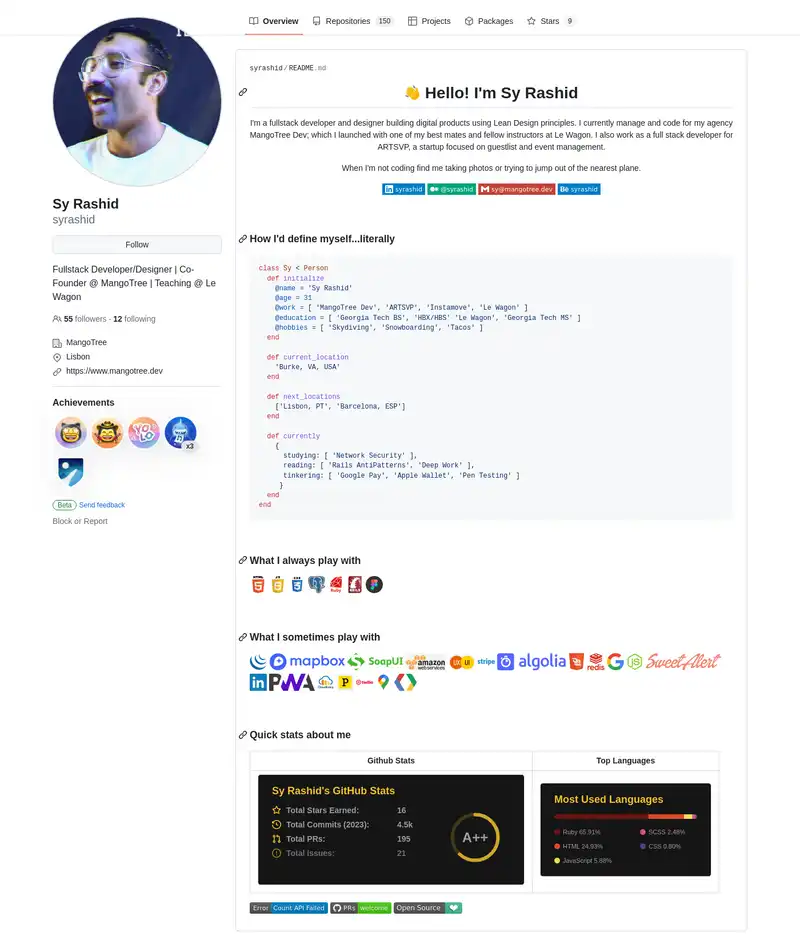 Overview
Repositories 150
Projects
Packages
Stars 9
Sy Rashid
syrashid
Follow
Fullstack Developer/Designer | Co-
Founder @ MangoTree | Teaching @ Le
Wagon
55 followers · 12 following
MangoTree
Lisbon
https://www.mangotree.dev
Achievements
YOLO
x3
Beta Send feedback
Block or Report
syrashid/README.md
👋 Hello! I'm Sy Rashid
I'm a fullstack developer and designer building digital products using Lean Design principles. I currently manage and code for my agency
MangoTree Dev; which I launched with one of my best mates and fellow instructors at Le Wagon. I also work as a full stack developer for
ARTSVP, a startup focused on guestlist and event management.
When I'm not coding find me taking photos or trying to jump out of the nearest plane.
in syrashid @syrashid sy@mangotree.dev Bē syrashid
How I'd define myself...literally
class Sy < Person
def initialize
@name = 'Sy Rashid'
@age = 31
@work = [ 'MangoTree Dev', 'ARTSVP', 'Instamove', 'Le Wagon' ]
@education = [ 'Georgia Tech BS', 'HBX/HBS' 'Le Wagon', 'Georgia Tech MS' ]
@hobbies = [ 'Skydiving', 'Snowboarding', 'Tacos' ]
end
def current_location
'Burke, VA, USA'
end
def next_locations
['Lisbon, PT', 'Barcelona, ESP']
end
def currently
{
studying: [ 'Network Security' ],
reading: [ 'Rails AntiPatterns', 'Deep Work' ],
tinkering: [ 'Google Pay', 'Apple Wallet', 'Pen Testing' ]
}
end
end
What I always play with
What I sometimes play with
mapbox SoapUI amazon webservices UX UI stripe algolia redis SweetAlert
in PWA P twilio
Quick stats about me
Github Stats
Top Languages
Sy Rashid's GitHub Stats
Total Stars Earned: 16
Total Commits (2023): 4.5k
Total PRs: 195
Total Issues: 21
A++
Most Used Languages
Ruby 65.91%
SCSS 2.48%
HTML 24.93%
CSS 0.80%
JavaScript 5.88%
Error Count API Failed PRs welcome Open Source